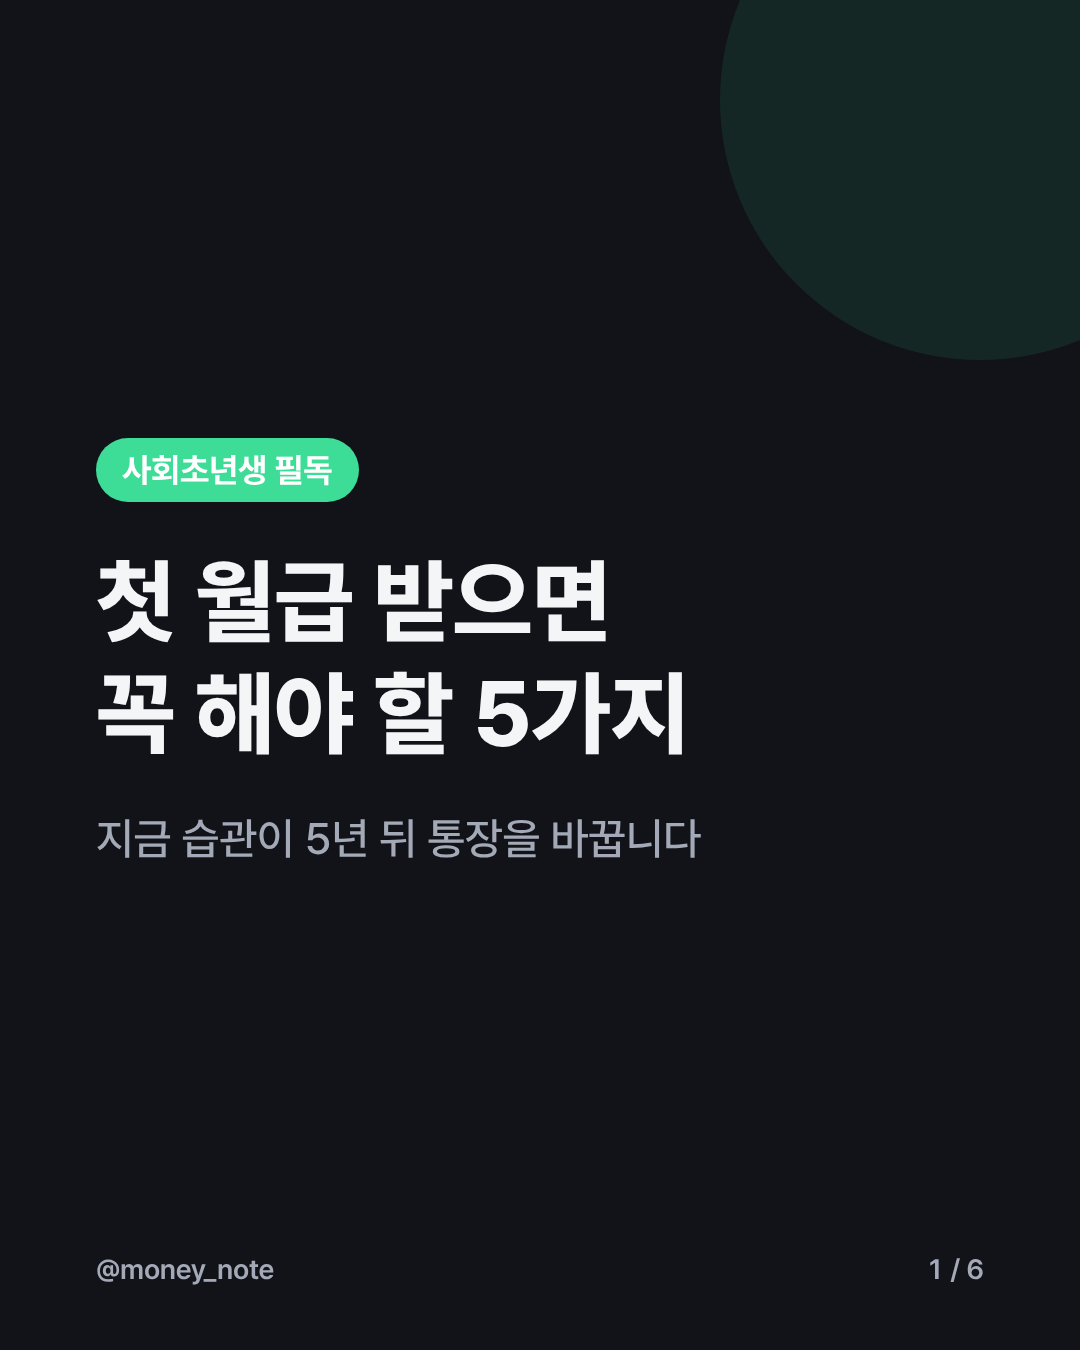 사회초년생 필독
첫 월급 받으면
꼭 해야 할 5가지
지금 습관이 5년 뒤 통장을 바꿉니다
@money_note
1 / 6